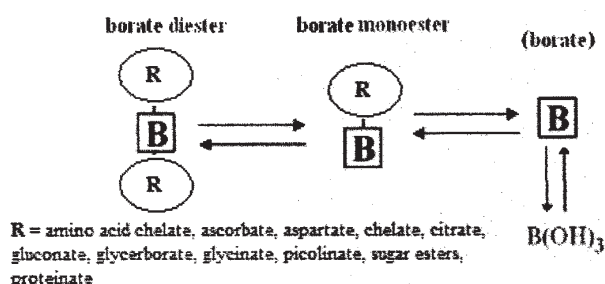 borate diester borate monoester (borate)
R R
B B B
R
R = amino acid chelate, ascorbate, aspartate, chelate, citrate,
gluconate, glycerborate, glycinate, picolinate, sugar esters,
proteinate
B(OH)3